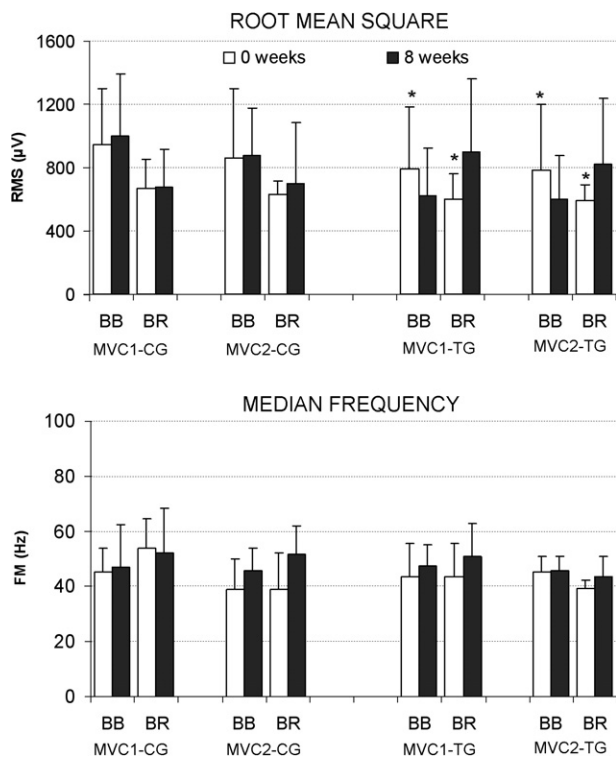 ROOT MEAN SQUARE
1600
0 weeks 8 weeks
1200
* *
RMS (µV)
800
* *
400
0
BB BR BB BR BB BR BB BR
MVC1-CG MVC2-CG MVC1-TG MVC2-TG
MEDIAN FREQUENCY
100
80
60
FM (Hz)
40
20
0
BB BR BB BR BB BR BB BR
MVC1-CG MVC2-CG MVC1-TG MVC2-TG